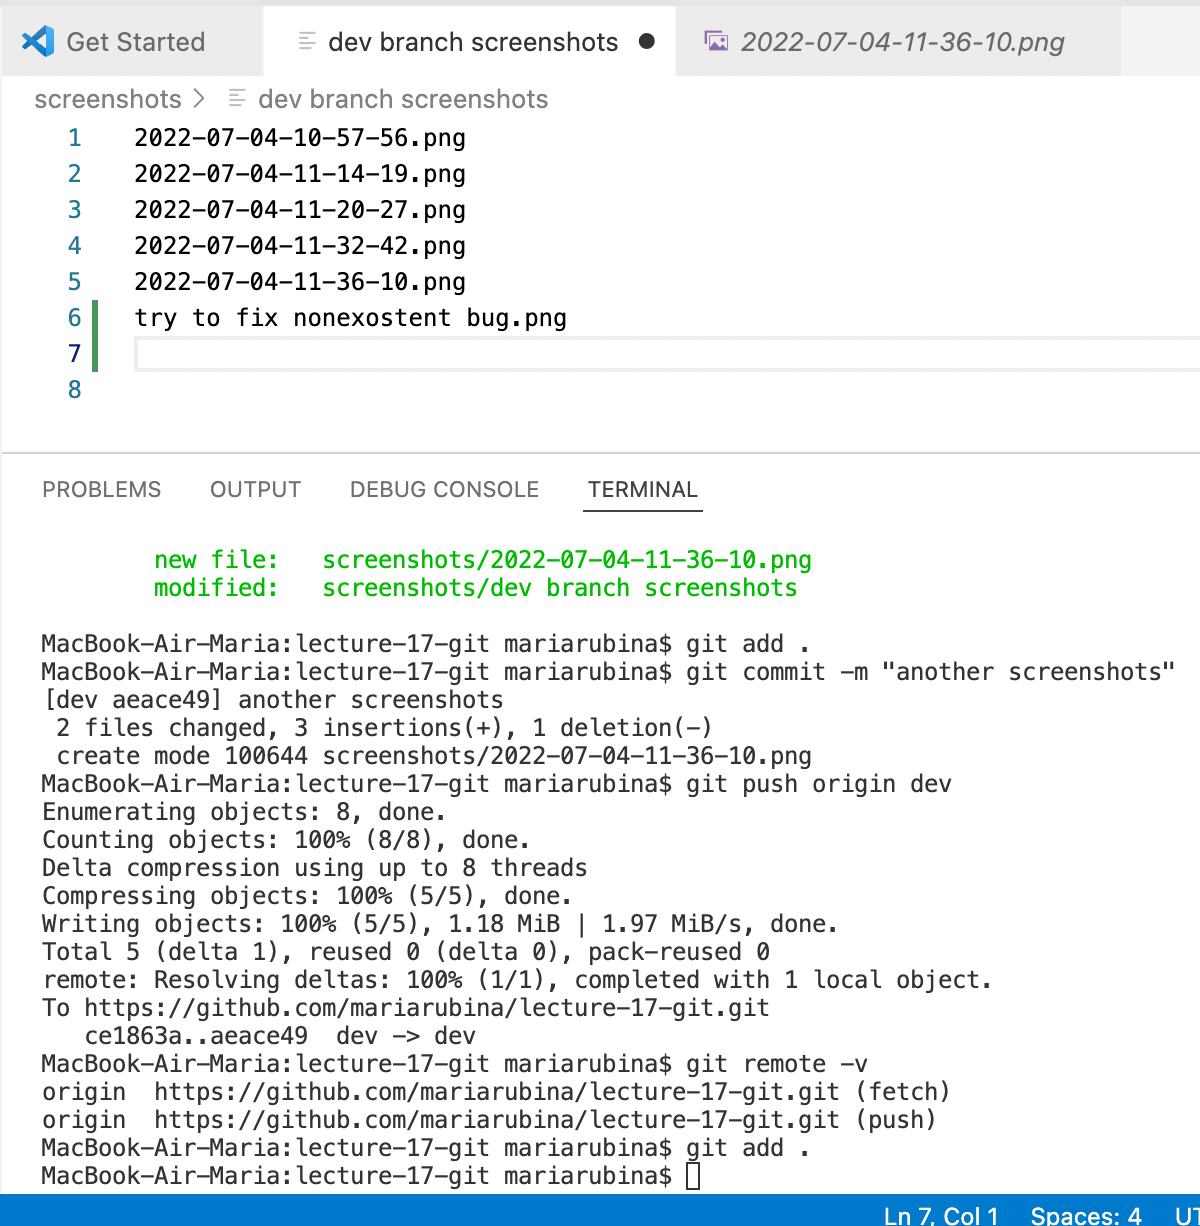 Get Started
dev branch screenshots
2022-07-04-11-36-10.png
screenshots > dev branch screenshots
1 2022-07-04-10-57-56.png
2 2022-07-04-11-14-19.png
3 2022-07-04-11-20-27.png
4 2022-07-04-11-32-42.png
5 2022-07-04-11-36-10.png
6 try to fix nonexostent bug.png
7
8
PROBLEMS OUTPUT DEBUG CONSOLE TERMINAL
new file: screenshots/2022-07-04-11-36-10.png
modified: screenshots/dev branch screenshots
MacBook-Air-Maria:lecture-17-git mariarubina$ git add .
MacBook-Air-Maria:lecture-17-git mariarubina$ git commit -m "another screenshots"
[dev aeace49] another screenshots
2 files changed, 3 insertions(+), 1 deletion(-)
create mode 100644 screenshots/2022-07-04-11-36-10.png
MacBook-Air-Maria:lecture-17-git mariarubina$ git push origin dev
Enumerating objects: 8, done.
Counting objects: 100% (8/8), done.
Delta compression using up to 8 threads
Compressing objects: 100% (5/5), done.
Writing objects: 100% (5/5), 1.18 MiB | 1.97 MiB/s, done.
Total 5 (delta 1), reused 0 (delta 0), pack-reused 0
remote: Resolving deltas: 100% (1/1), completed with 1 local object.
To https://github.com/mariarubina/lecture-17-git.git
ce1863a..aeace49 dev -> dev
MacBook-Air-Maria:lecture-17-git mariarubina$ git remote -v
origin https://github.com/mariarubina/lecture-17-git.git (fetch)
origin https://github.com/mariarubina/lecture-17-git.git (push)
MacBook-Air-Maria:lecture-17-git mariarubina$ git add .
MacBook-Air-Maria:lecture-17-git mariarubina$
Ln 7, Col 1 Spaces: 4 UT